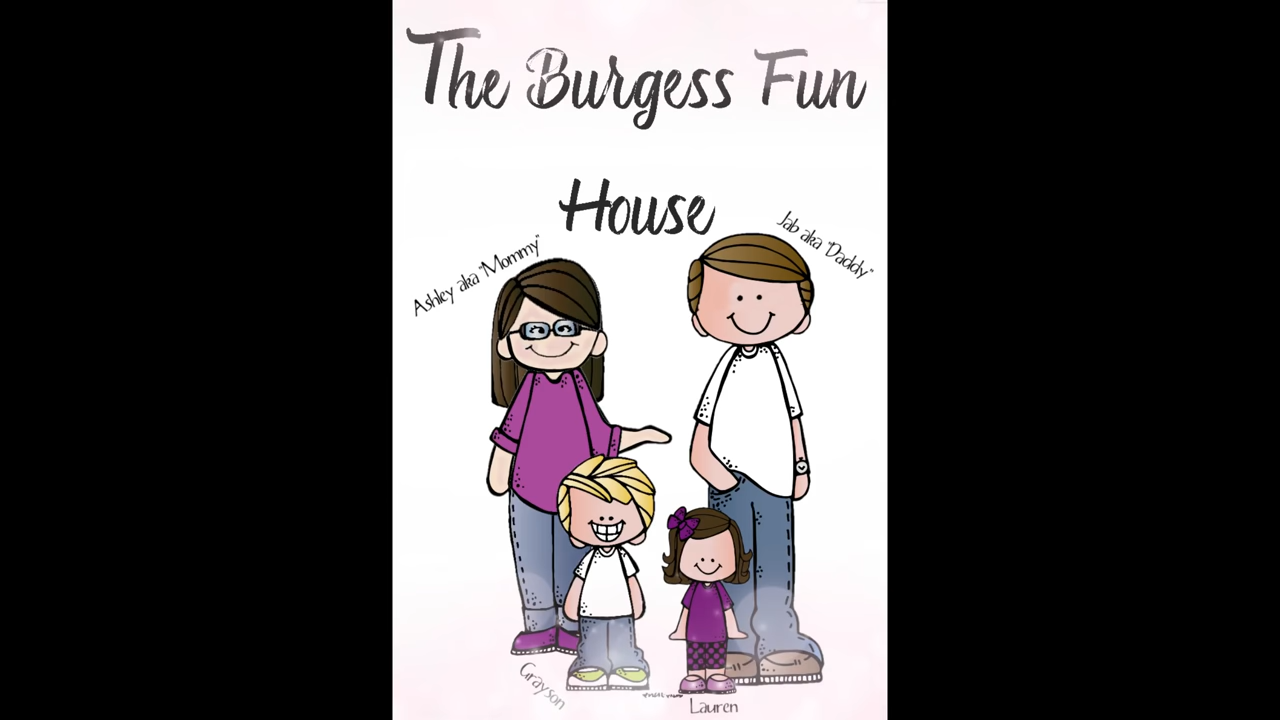 The Burgess Fun
House
Jab aka "Daddy"
Ashley aka "Mommy"
Grayson
Lauren